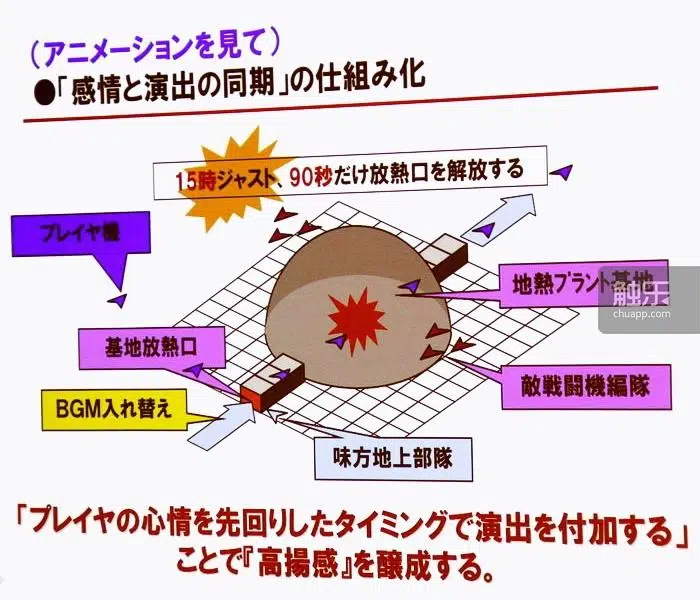 (アニメーションを見て)
●「感情と演出の同期」の仕組み化
15時ジャスト、90秒だけ放熱口を解放する
プレイヤ機
地熱プラント基地
触乐
chuapp.com
基地放熱口
敵戦闘機編隊
BGM入れ替え
味方地上部隊
「プレイヤの心情を先回りしたタイミングで演出を付加する」
ことで『高揚感』を醸成する。